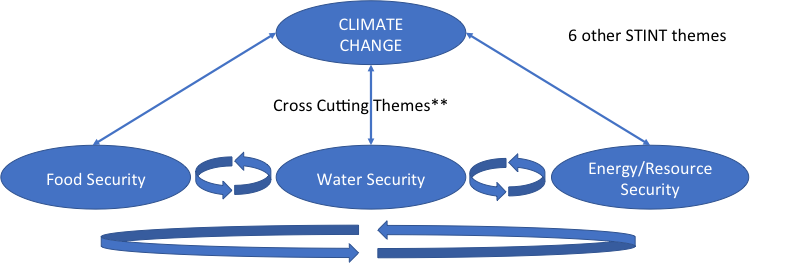 CLIMATE
CHANGE
6 other STINT themes
Cross Cutting Themes**
Food Security
Water Security
Energy/Resource
Security